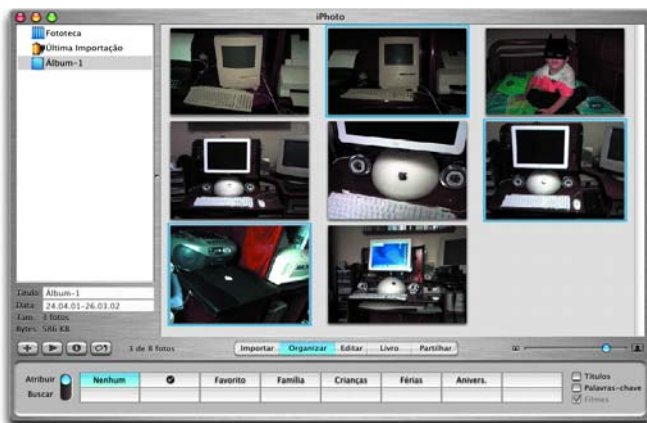 iPhoto
Fototeca
Última Importação
Álbum-1
Título: Álbum-1
Data: 24.04.01-26.03.02
Tam.: 3 fotos
Bytes: 586 KB
3 de 8 fotos
Importar Organizar Editar Livro Partilhar
Atribuir
Buscar
Nenhum Favorito Família Crianças Férias Anivers.
Títulos
Palavras-chave
Filmes